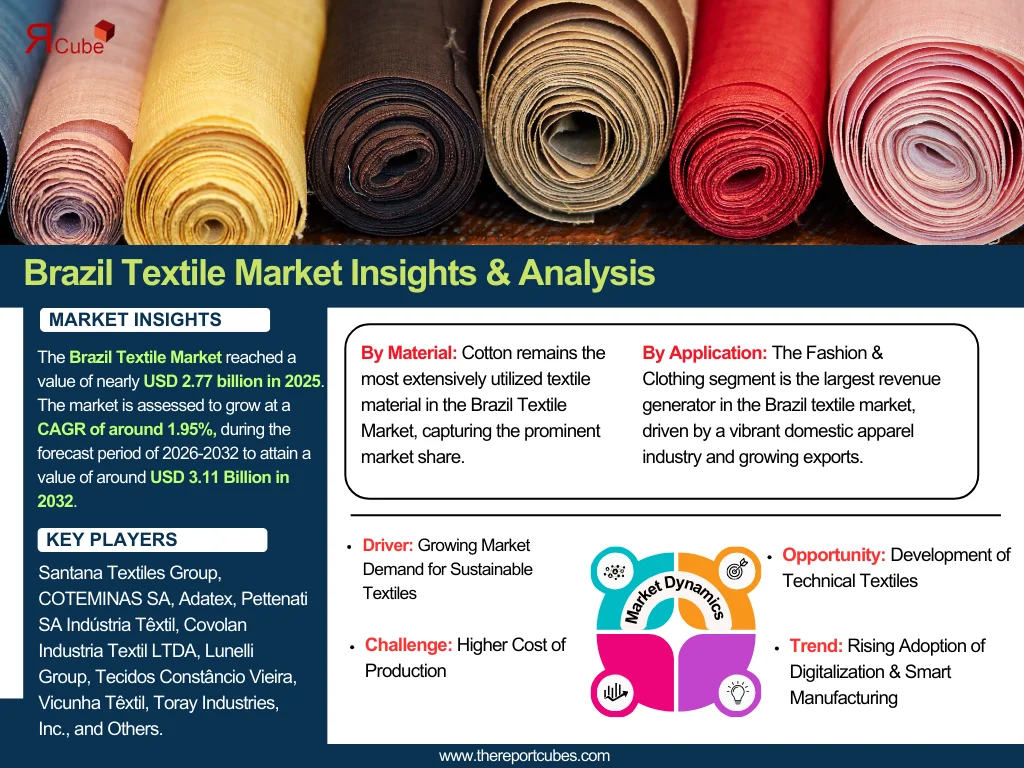 ЯCube
Brazil Textile Market Insights & Analysis
MARKET INSIGHTS
The Brazil Textile Market reached a
value of nearly USD 2.77 billion in 2025.
The market is assessed to grow at a
CAGR of around 1.95%, during the
forecast period of 2026-2032 to attain a
value of around USD 3.11 Billion in
2032.
KEY PLAYERS
Santana Textiles Group,
COTEMINAS SA, Adatex, Pettenati
SA Indústria Têxtil, Covolan
Industria Textil LTDA, Lunelli
Group, Tecidos Constâncio Vieira,
Vicunha Têxtil, Toray Industries,
Inc., and Others.
By Material: Cotton remains the
most extensively utilized textile
material in the Brazil Textile
Market, capturing the prominent
market share.
By Application: The Fashion &
Clothing segment is the largest revenue
generator in the Brazil textile market,
driven by a vibrant domestic apparel
industry and growing exports.
• Driver: Growing Market
Demand for Sustainable
Textiles
• Challenge: Higher Cost of
Production
Market Dynamics
• Opportunity: Development of
Technical Textiles
• Trend: Rising Adoption of
Digitalization & Smart
Manufacturing
www.thereportcubes.com